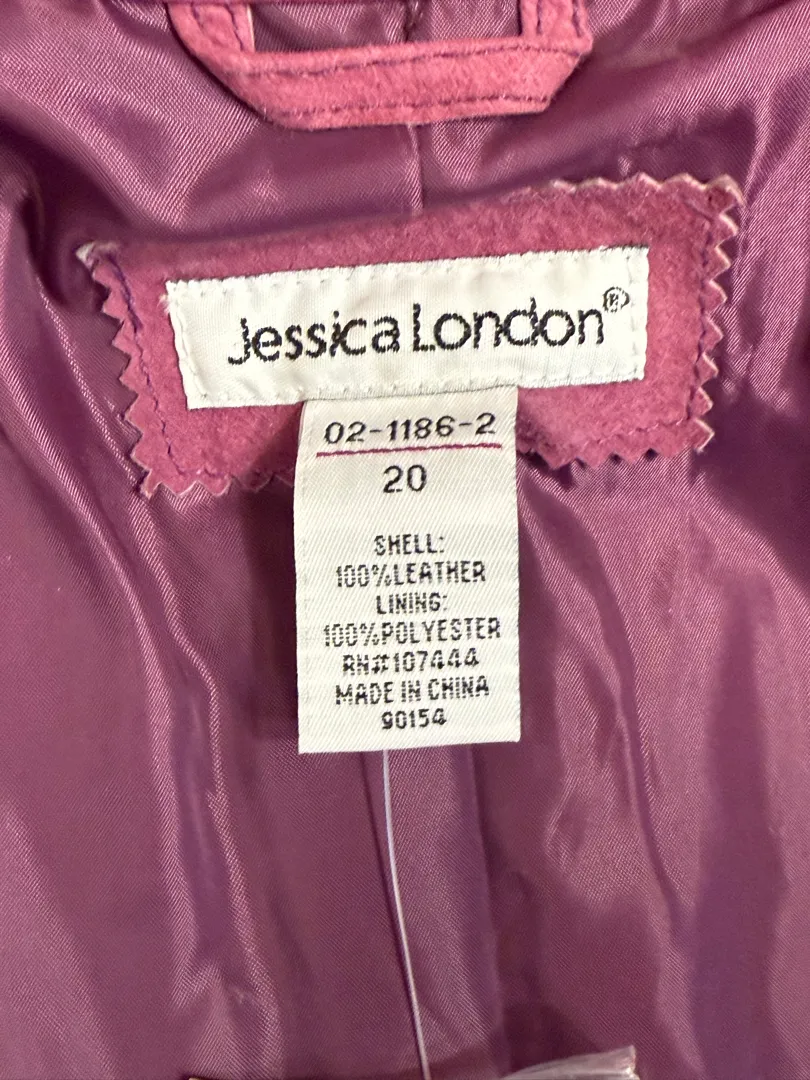 Jessica London®
02-1186-2
20
SHELL:
100%LEATHER
LINING:
100%POLYESTER
RN#107444
MADE IN CHINA
90154